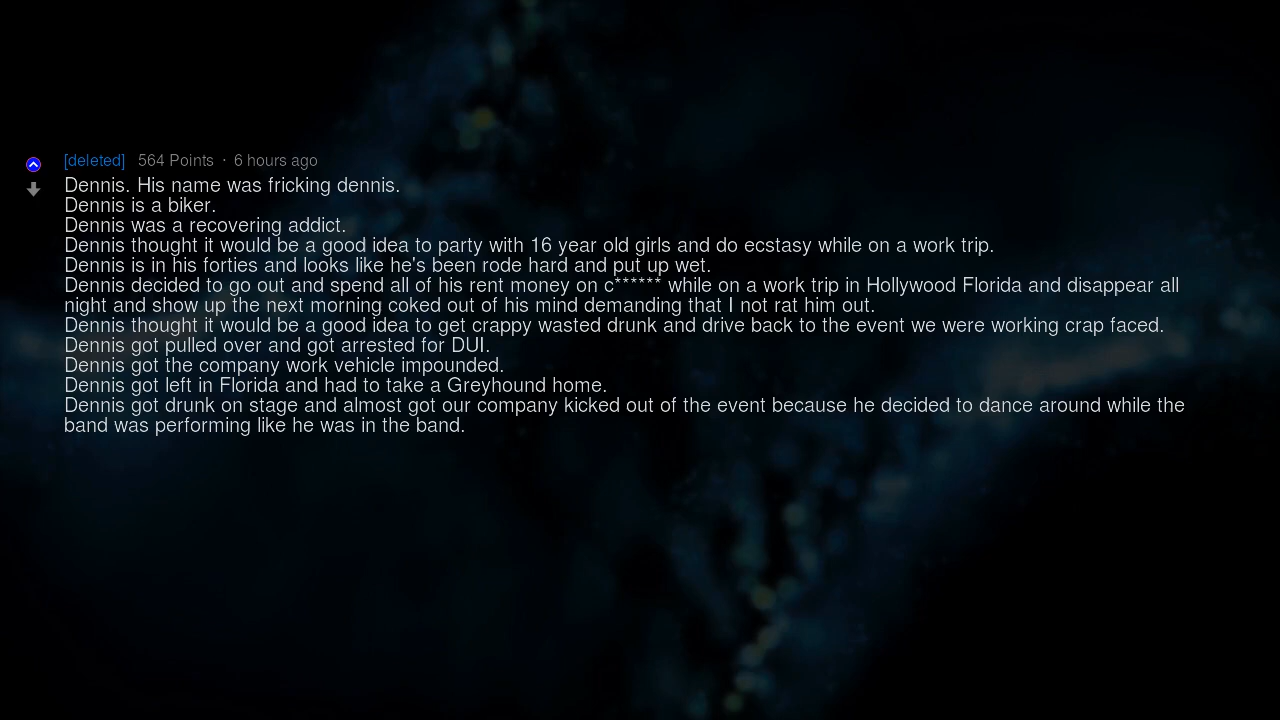 [deleted] 564 Points · 6 hours ago
Dennis. His name was fricking dennis.
Dennis is a biker.
Dennis was a recovering addict.
Dennis thought it would be a good idea to party with 16 year old girls and do ecstasy while on a work trip.
Dennis is in his forties and looks like he's been rode hard and put up wet.
Dennis decided to go out and spend all of his rent money on c****** while on a work trip in Hollywood Florida and disappear all
night and show up the next morning coked out of his mind demanding that I not rat him out.
Dennis thought it would be a good idea to get crappy wasted drunk and drive back to the event we were working crap faced.
Dennis got pulled over and got arrested for DUI.
Dennis got the company work vehicle impounded.
Dennis got left in Florida and had to take a Greyhound home.
Dennis got drunk on stage and almost got our company kicked out of the event because he decided to dance around while the
band was performing like he was in the band.